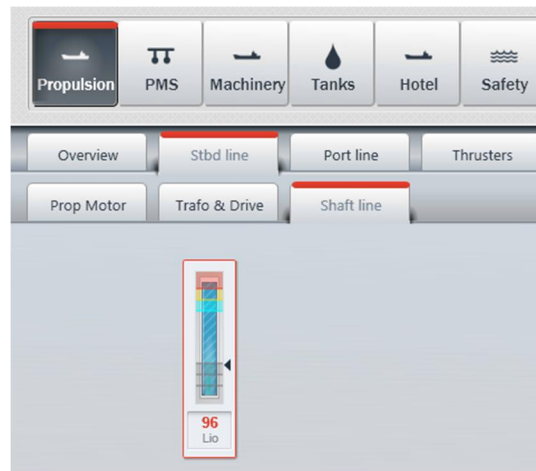 Propulsion PMS Machinery Tanks Hotel Safety
Overview Stbd line Port line Thrusters
Prop Motor Trafo & Drive Shaft line
96
Lio